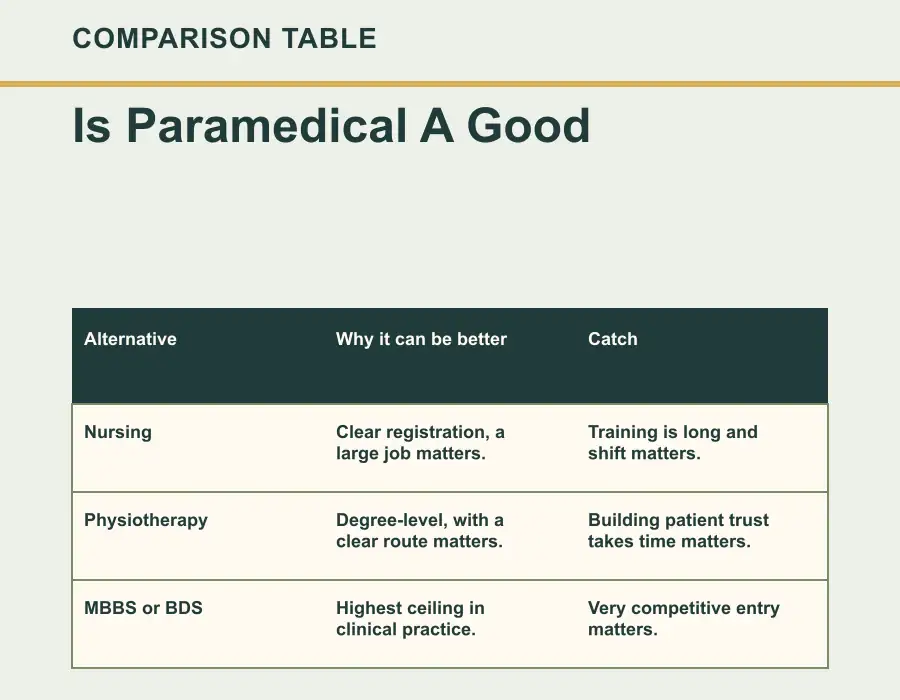 COMPARISON TABLE
Is Paramedical A Good
Alternative
Why it can be better
Catch
Nursing
Clear registration, a
large job matters.
Training is long and
shift matters.
Physiotherapy
Degree-level, with a
clear route matters.
Building patient trust
takes time matters.
MBBS or BDS
Highest ceiling in
clinical practice.
Very competitive entry
matters.